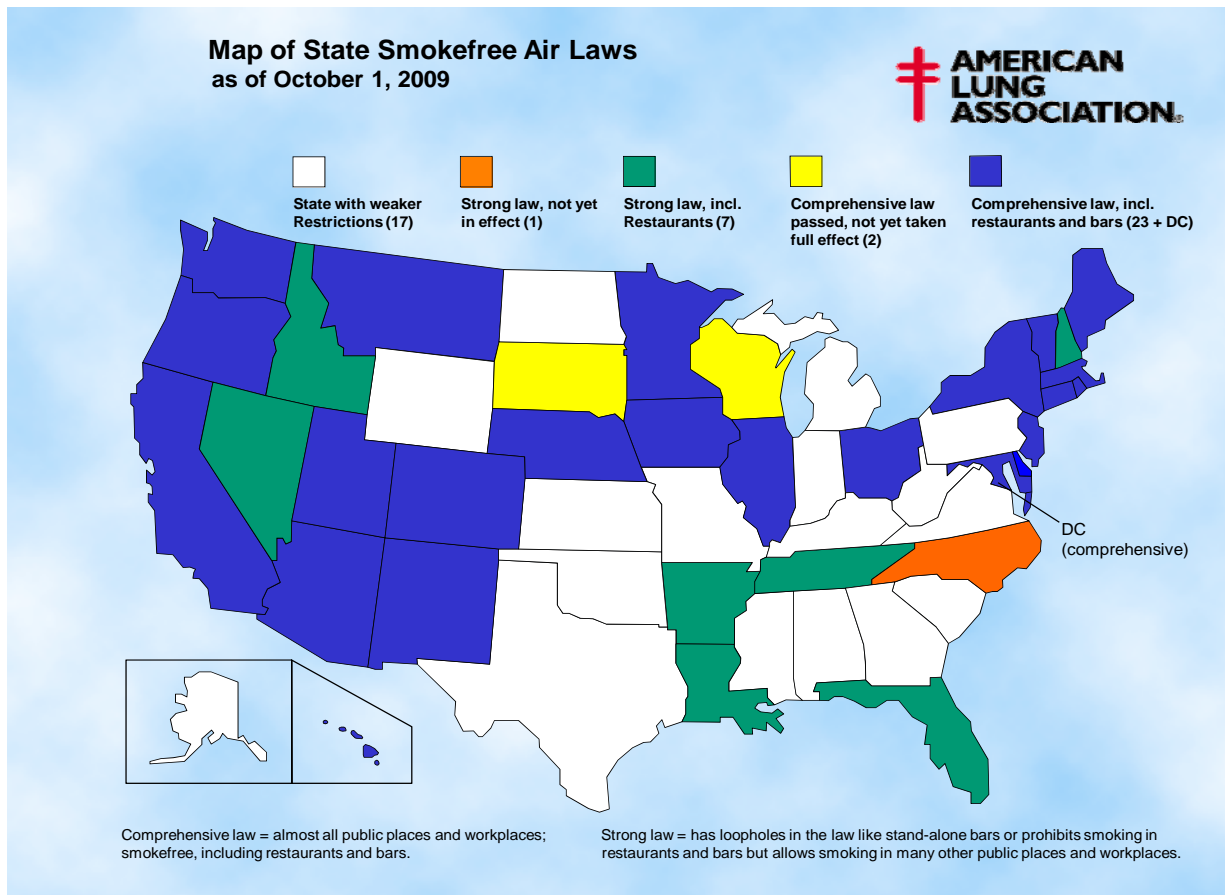 Map of State Smokefree Air Laws
as of October 1, 2009
AMERICAN
LUNG
ASSOCIATION®
State with weaker
Restrictions (17)
Strong law, not yet
in effect (1)
Strong law, incl.
Restaurants (7)
Comprehensive law
passed, not yet taken
full effect (2)
Comprehensive law, incl.
restaurants and bars (23 + DC)
DC
(comprehensive)
Comprehensive law = almost all public places and workplaces;
smokefree, including restaurants and bars.
Strong law = has loopholes in the law like stand-alone bars or prohibits smoking in
restaurants and bars but allows smoking in many other public places and workplaces.